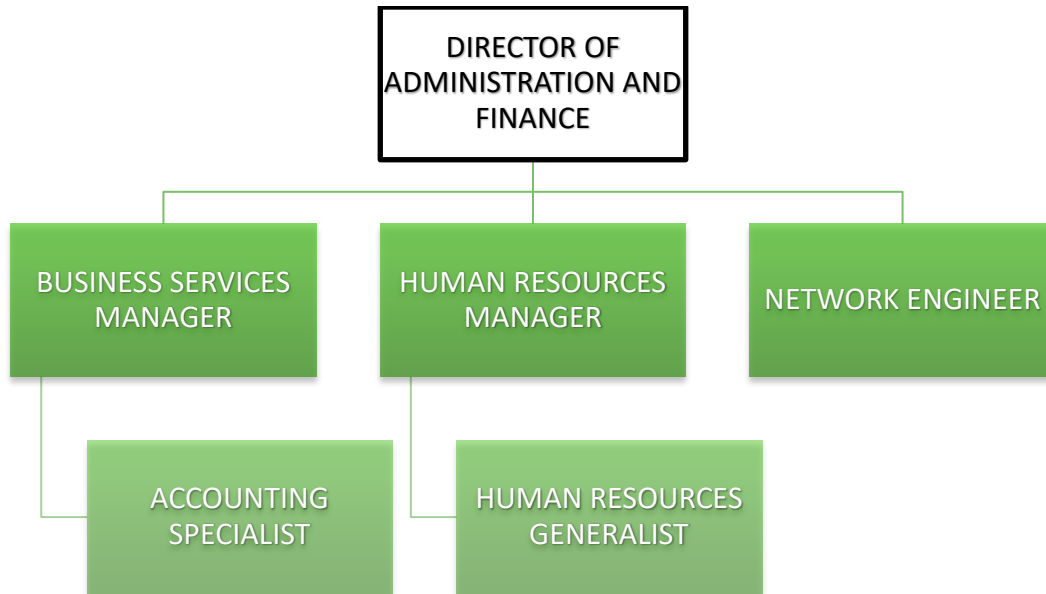 DIRECTOR OF
ADMINISTRATION AND
FINANCE
BUSINESS SERVICES
MANAGER
HUMAN RESOURCES
MANAGER
NETWORK ENGINEER
ACCOUNTING
SPECIALIST
HUMAN RESOURCES
GENERALIST